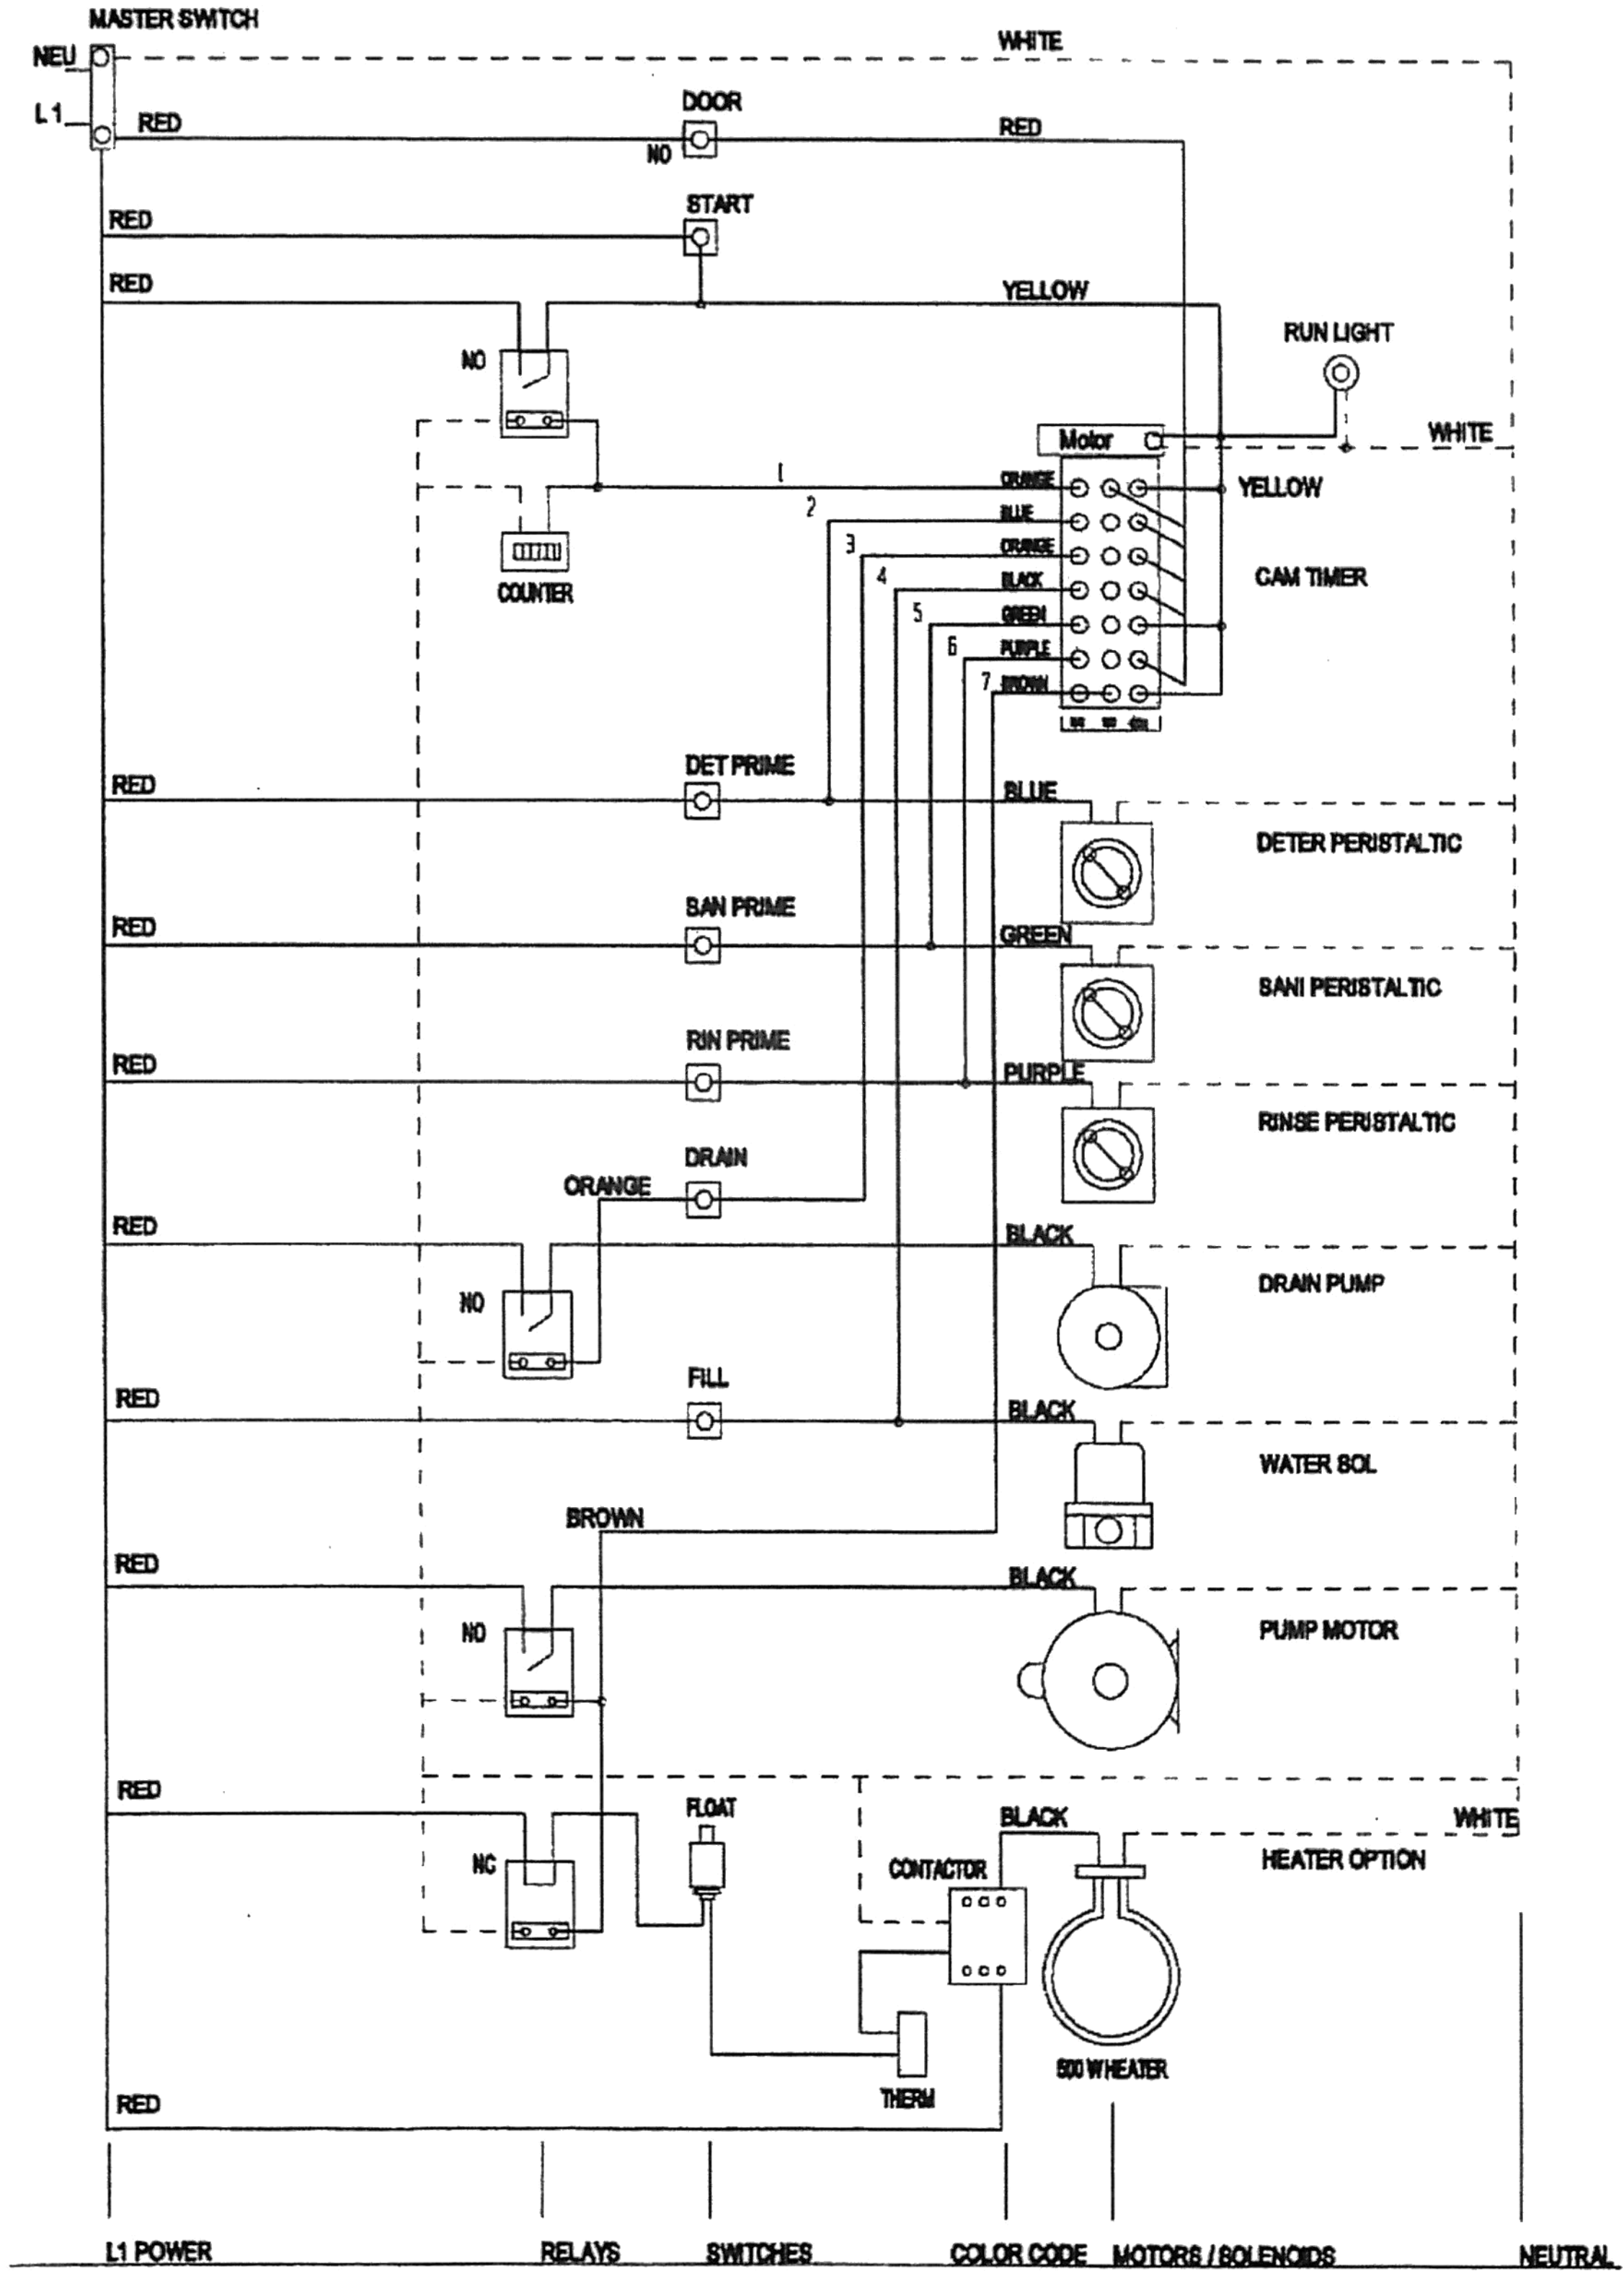 MASTER SWITCH
NEU
WHITE
L1
RED
DOOR
RED
NO
START
RED
RED
YELLOW
RUN LIGHT
NO
Motor
WHITE
1
ORANGE
YELLOW
2
BLUE
3
ORANGE
COUNTER
4
BLACK
CAM TIMER
5
GREEN
6
PURPLE
7
BROWN
DET PRIME
RED
BLUE
DETER PERISTALTIC
SAN PRIME
RED
GREEN
SANI PERISTALTIC
RIN PRIME
RED
PURPLE
RINSE PERISTALTIC
DRAIN
ORANGE
RED
BLACK
DRAIN PUMP
NO
FILL
RED
BLACK
WATER SOL
BROWN
RED
BLACK
NO
PUMP MOTOR
RED
FLOAT
BLACK
WHITE
NC
CONTACTOR
HEATER OPTION
500 W HEATER
THERM
RED
L1 POWER
RELAYS
SWITCHES
COLOR CODE
MOTORS / SOLENOIDS
NEUTRAL